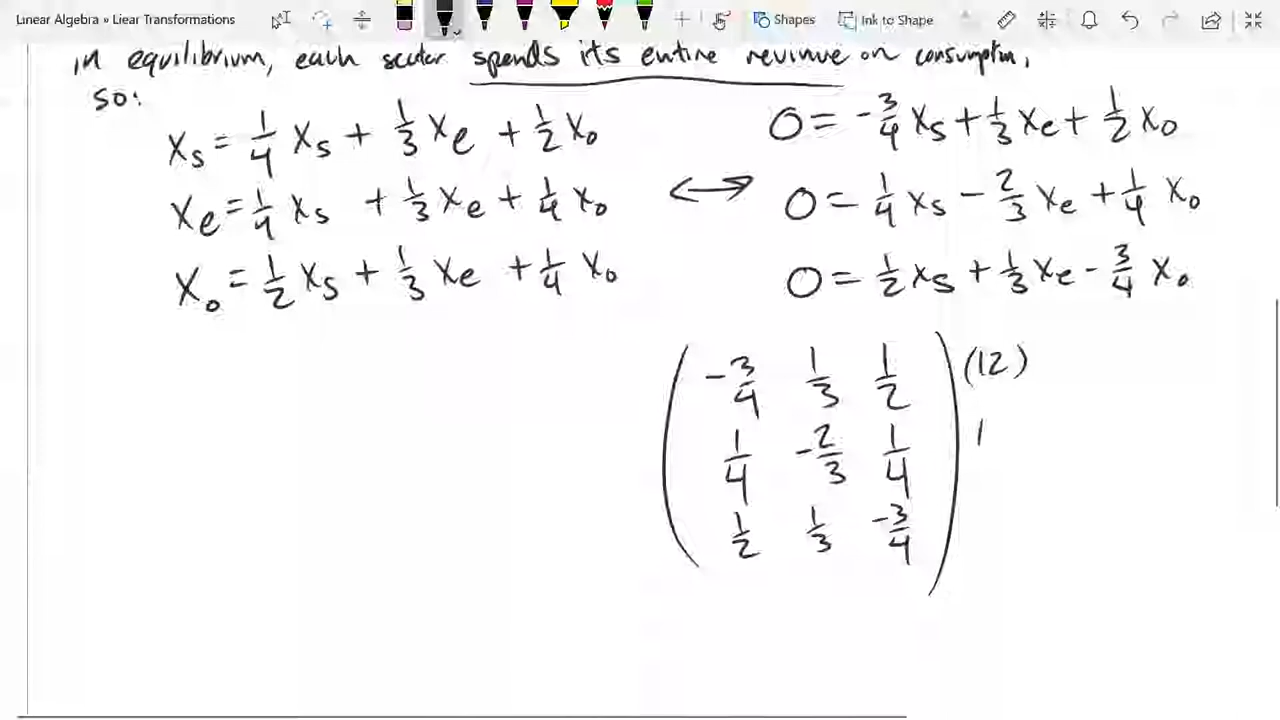 Linear Algebra » Liear Transformations
Shapes
Ink to Shape
in equilibrium, each scutor spends its entire revinue on consumption,
so:
Xs = 1/4 Xs + 1/3 Xe + 1/2 Xo
0 = -3/4 Xs + 1/3 Xe + 1/2 Xo
Xe = 1/4 Xs + 1/3 Xe + 1/4 Xo
↔
0 = 1/4 Xs - 2/3 Xe + 1/4 Xo
Xo = 1/2 Xs + 1/3 Xe + 1/4 Xo
0 = 1/2 Xs + 1/3 Xe - 3/4 Xo
-3/4 1/3 1/2 (12)
1/4 -2/3 1/4 1
1/2 1/3 -3/4